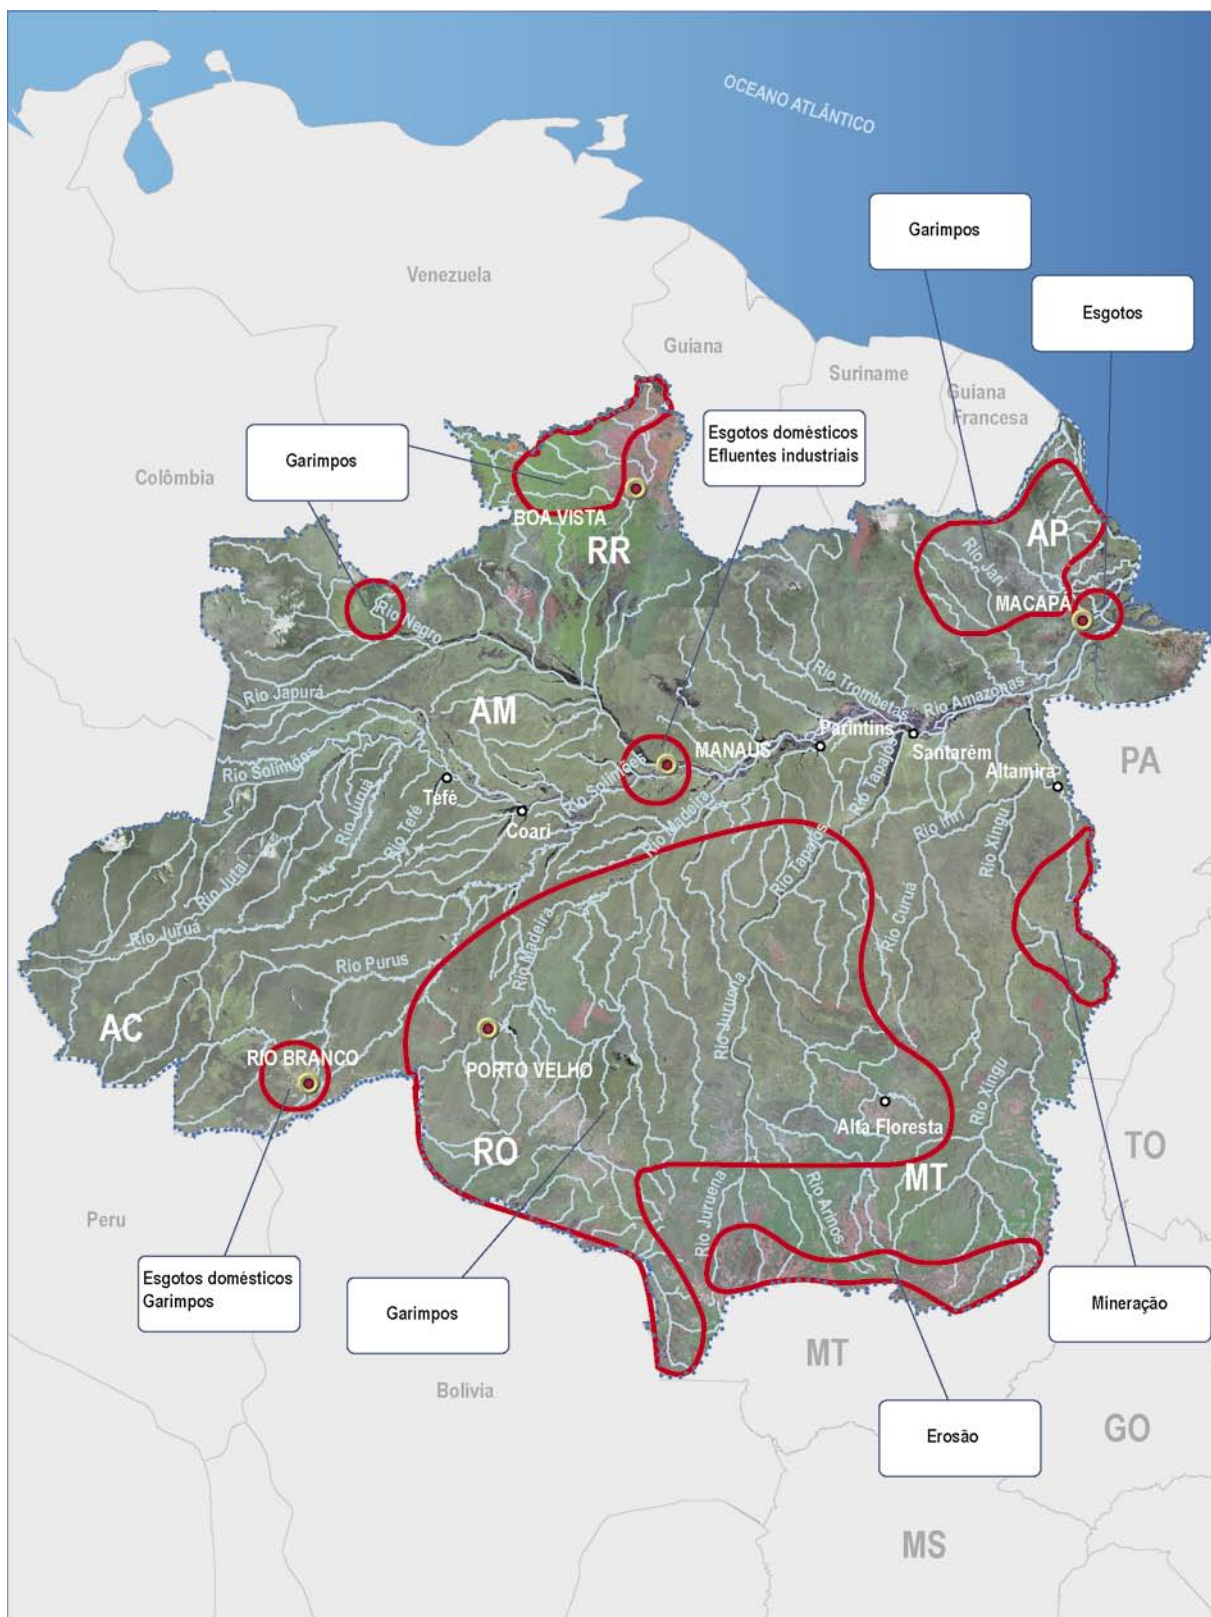 OCEANO ATLÂNTICO
Garimpos
Venezuela
Esgotos
Guiana
Suriname
Guiana
Francesa
Esgotos domésticos
Efluentes industriais
Garimpos
Colômbia
BOA VISTA
RR
AP
Rio Jari
MACAPÁ
Rio Negro
Rio Japurá
Rio Trombetas
Rio Amazonas
AM
Parintins
MANAUS
Santarém
PA
Rio Solimões
Rio Solimões
Altamira
Tefé
Rio Tapajós
Rio Juruá
Rio Tefé
Coari
Rio Madeira
Rio Iriri
Rio Xingu
Rio Tapajós
Rio Jutaí
Rio Juruá
Rio Curuá
Rio Purus
Rio Madeira
Rio Juruena
AC
RIO BRANCO
PORTO VELHO
Rio Xingu
Alta Floresta
RO
MT
TO
Rio Juruena
Rio Arinos
Peru
Esgotos domésticos
Garimpos
Garimpos
Mineração
MT
Bolivia
Erosão
GO
MS